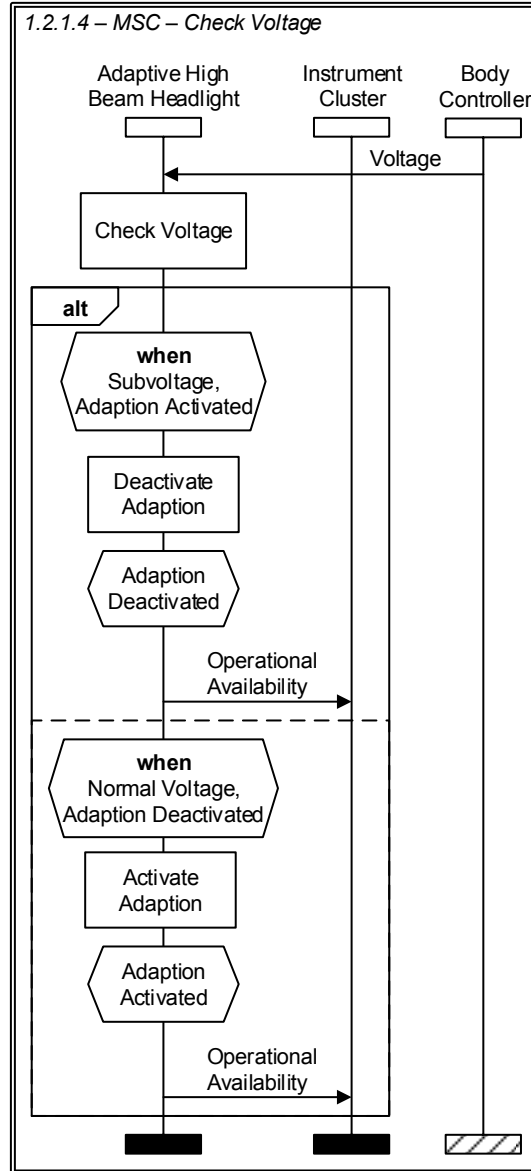 1.2.1.4 – MSC – Check Voltage
Adaptive High
Beam Headlight
Instrument
Cluster
Body
Controller
Voltage
Check Voltage
alt
when
Subvoltage,
Adaption Activated
Deactivate
Adaption
Adaption
Deactivated
Operational
Availability
when
Normal Voltage,
Adaption Deactivated
Activate
Adaption
Adaption
Activated
Operational
Availability